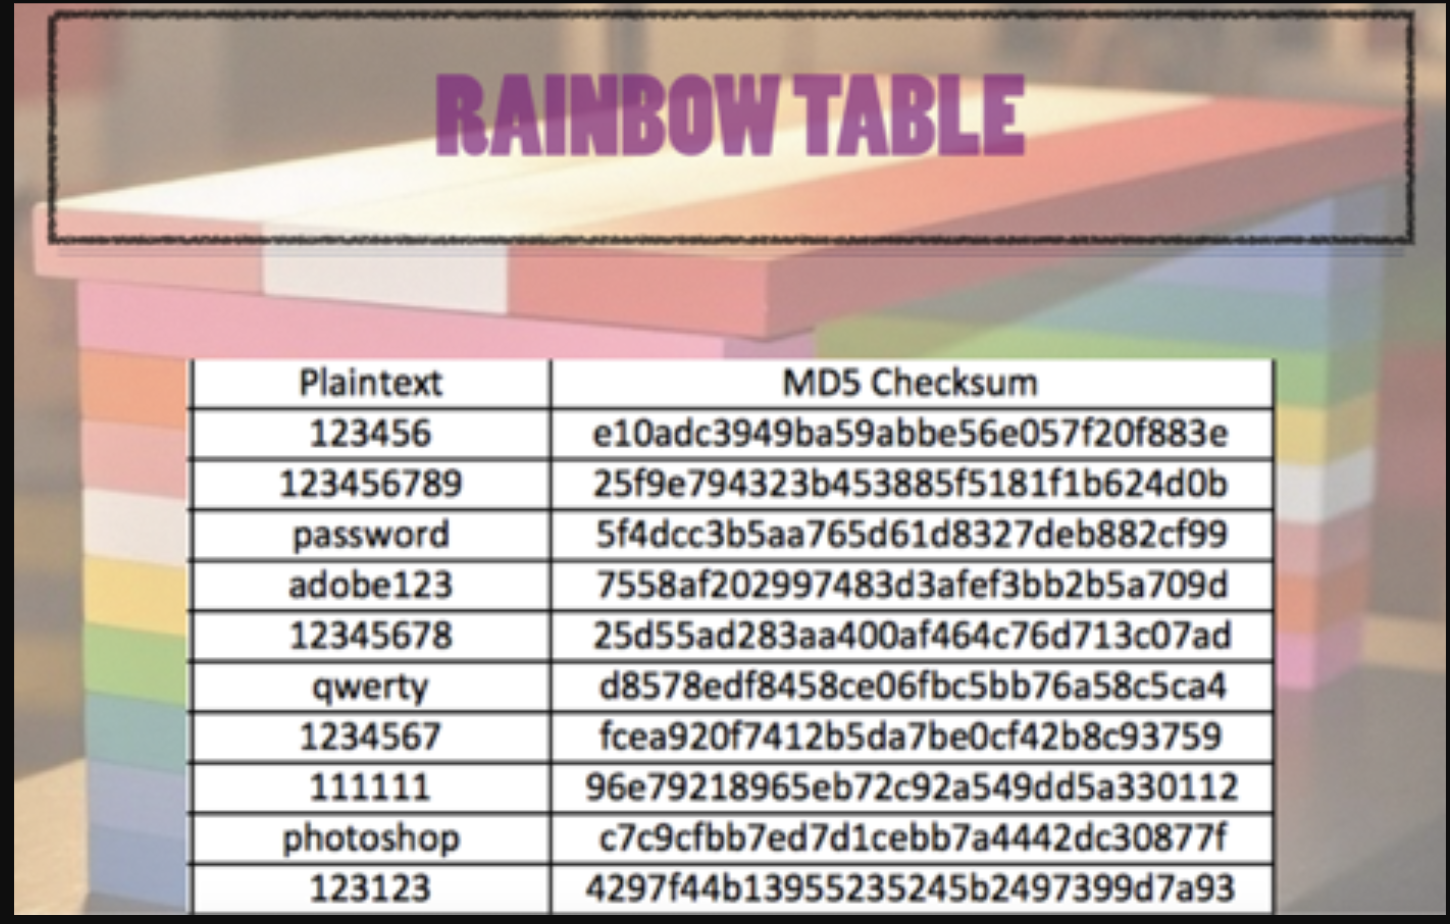 RAINBOW TABLE
Plaintext MD5 Checksum
123456 e10adc3949ba59abbe56e057f20f883e
123456789 25f9e794323b453885f5181f1b624d0b
password 5f4dcc3b5aa765d61d8327deb882cf99
adobe123 7558af202997483d3afef3bb2b5a709d
12345678 25d55ad283aa400af464c76d713c07ad
qwerty d8578edf8458ce06fbc5bb76a58c5ca4
1234567 fcea920f7412b5da7be0cf42b8c93759
111111 96e79218965eb72c92a549dd5a330112
photoshop c7c9cfbb7ed7d1cebb7a4442dc30877f
123123 4297f44b13955235245b2497399d7a93